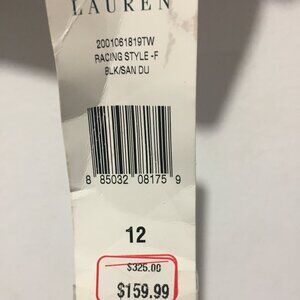 LAUREN
2001061819TW
RACING STYLE -F
BLK/SAN DU
8 85032 08175 9
12
$325.00
$159.99